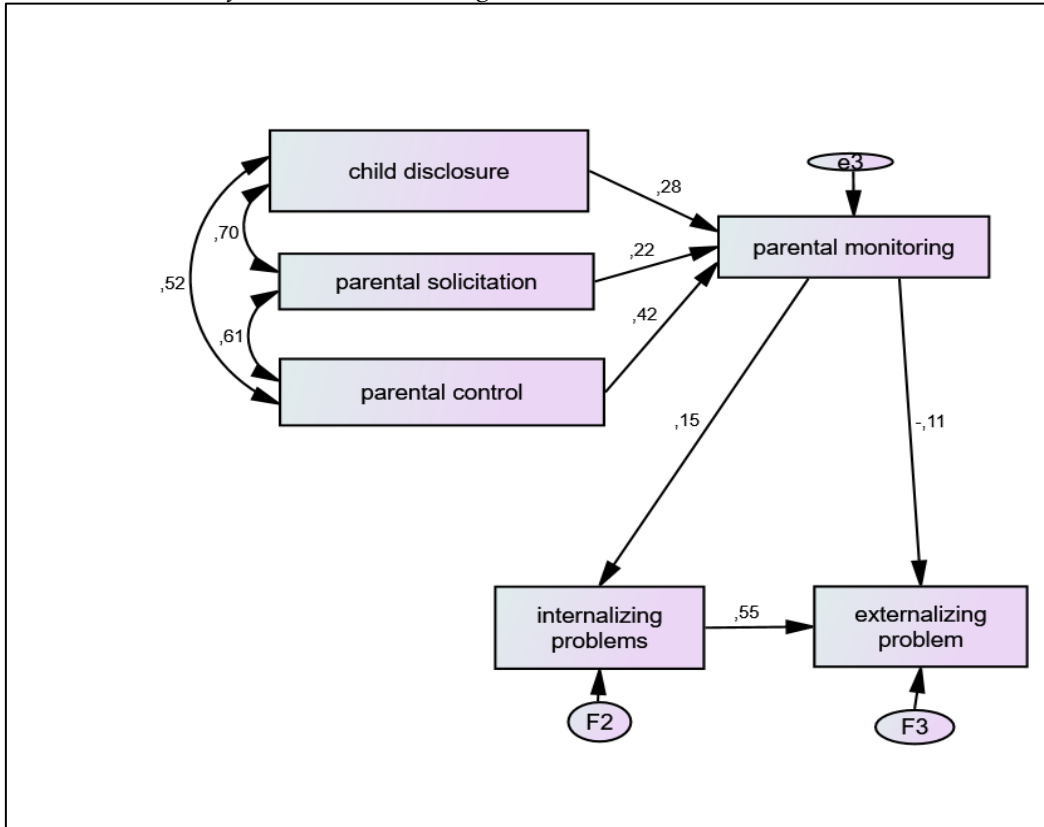 child disclosure
e3
,28
parental monitoring
,70
,22
parental solicitation
,52
,42
,61
parental control
,15
-,11
internalizing
problems
,55
externalizing
problem
F2
F3